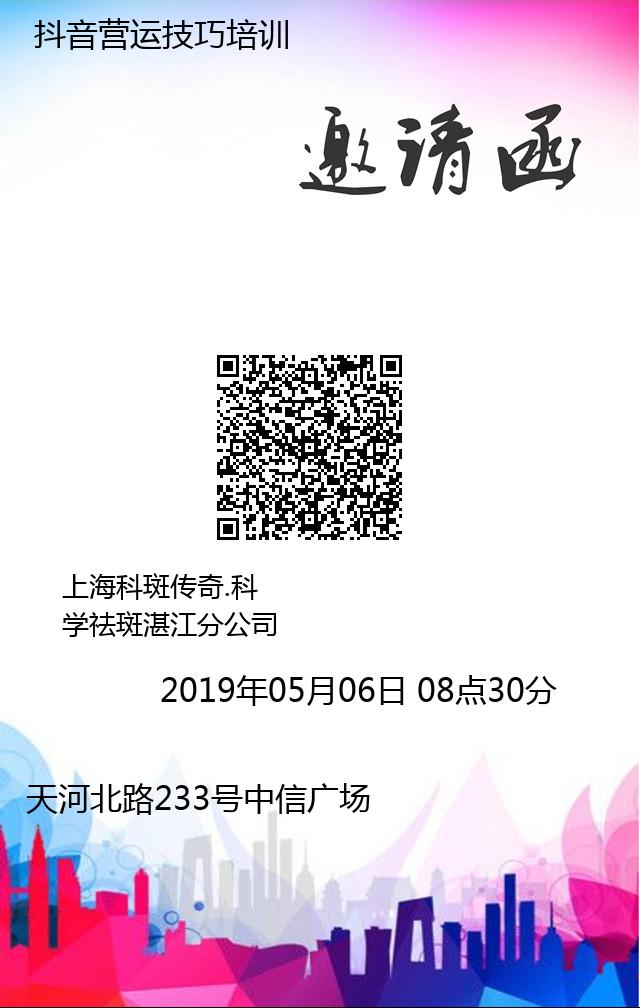 抖音营运技巧培训
邀请函
上海科斑传奇.科
学祛斑湛江分公司
2019年05月06日 08点30分
天河北路233号中信广场